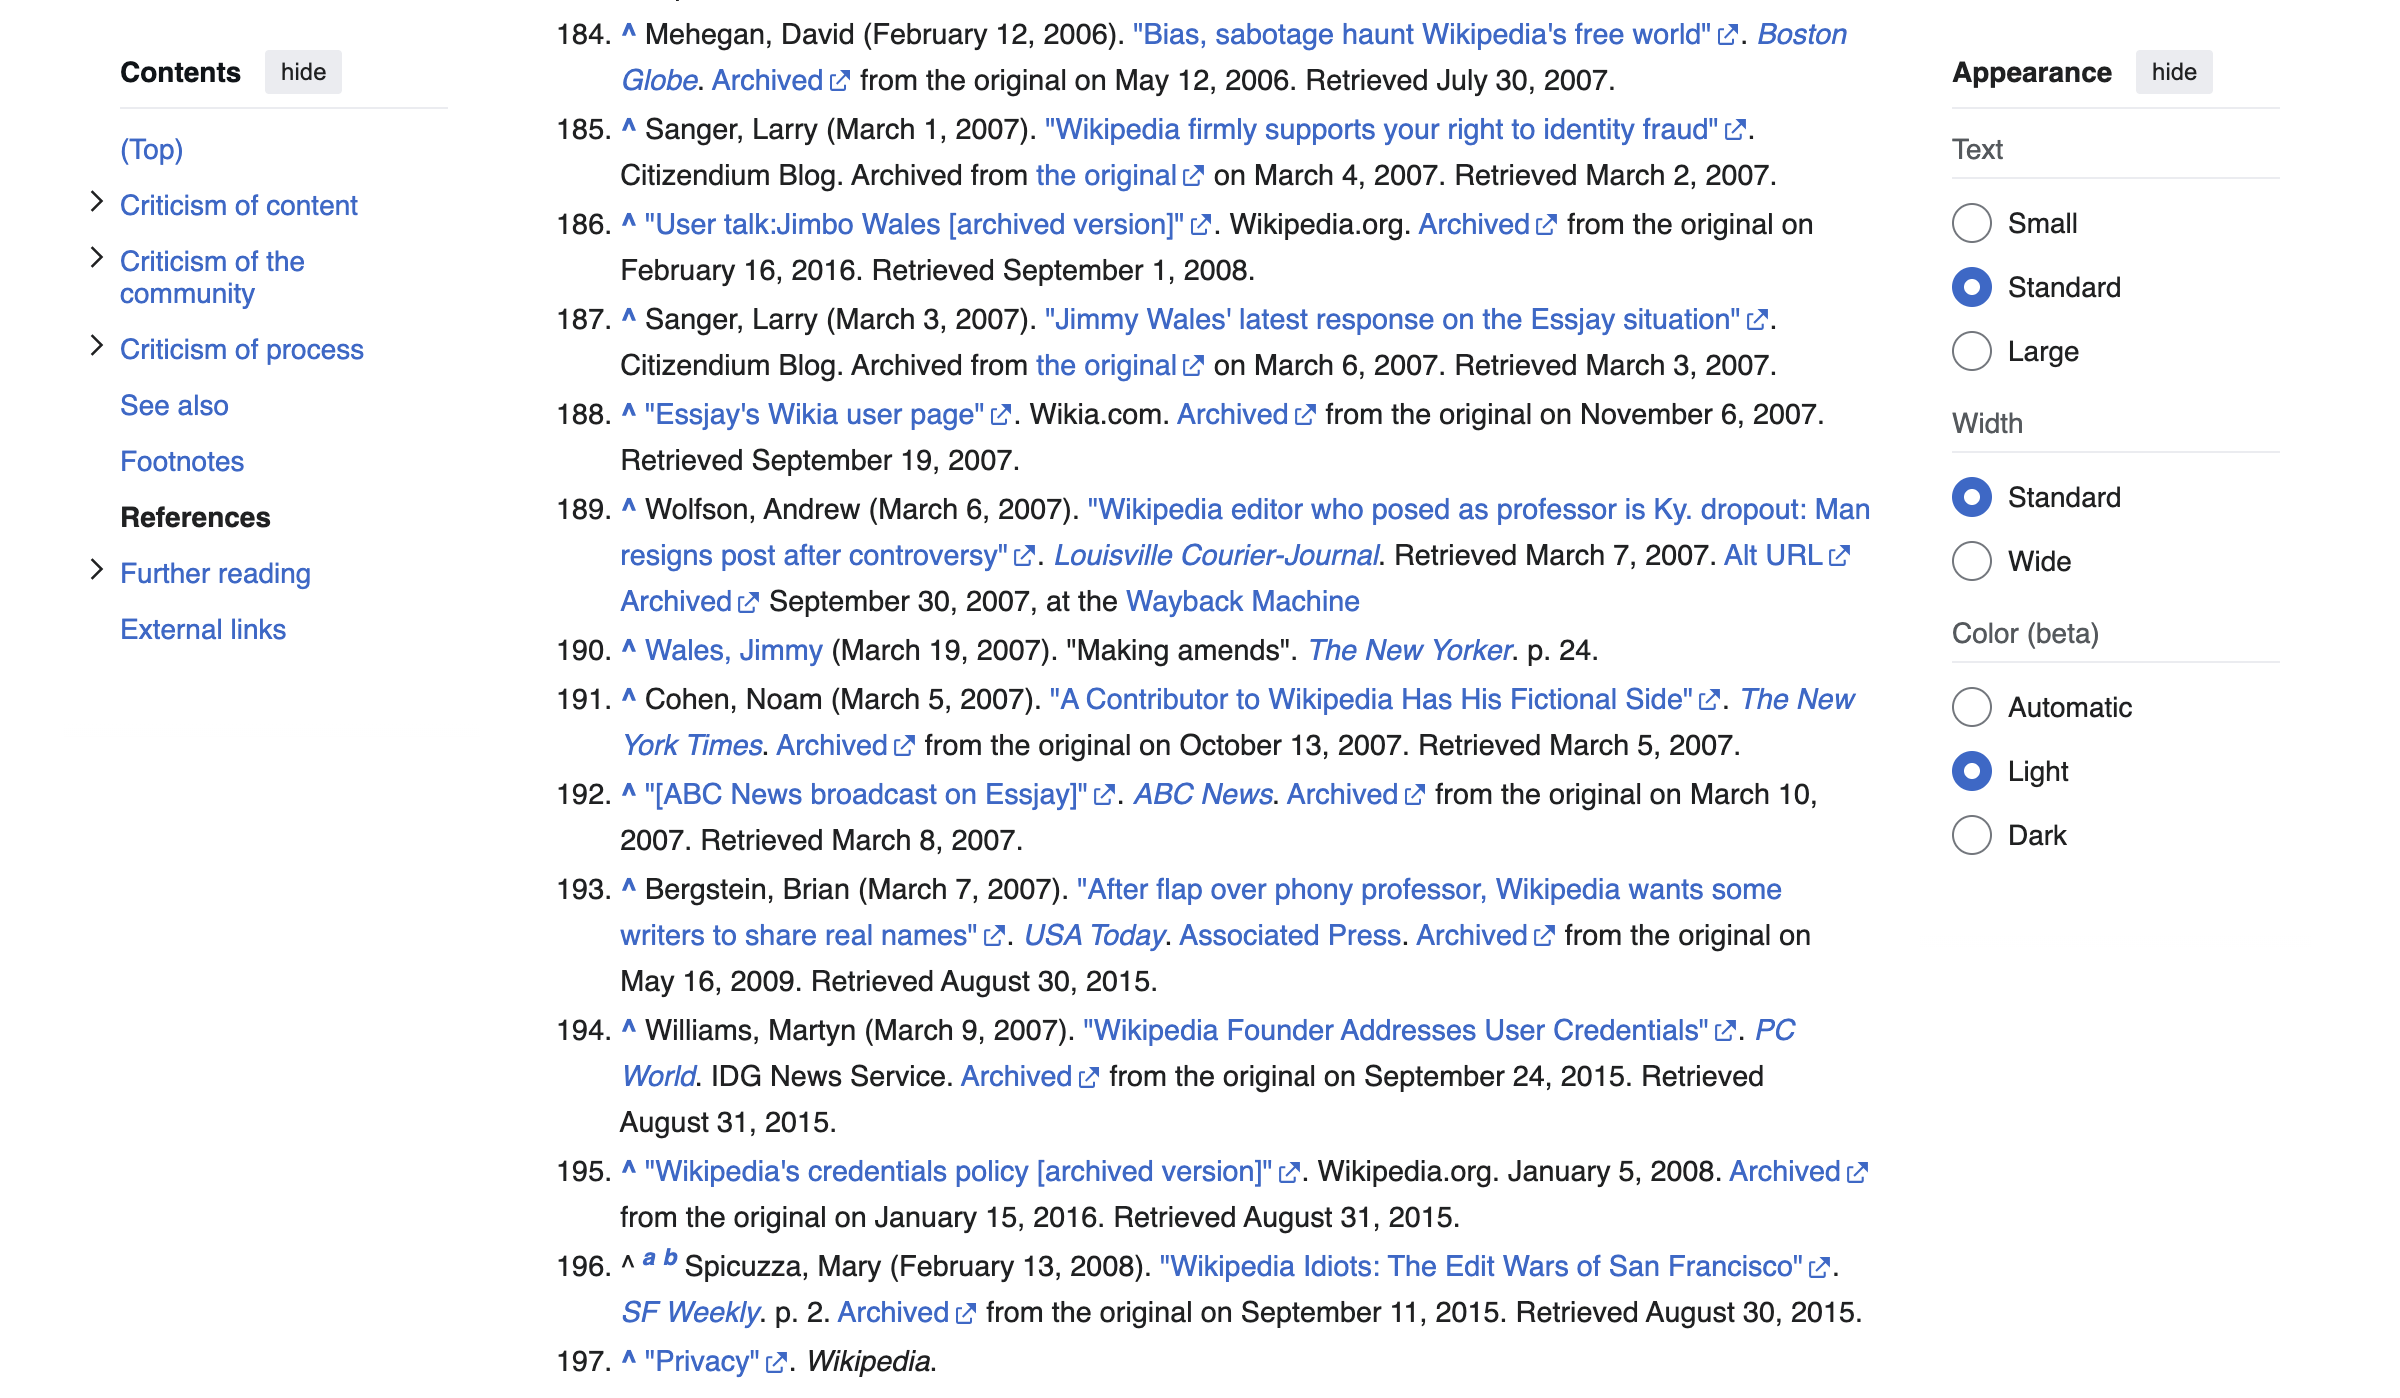 Contents hide
(Top)
Criticism of content
Criticism of the
community
Criticism of process
See also
Footnotes
References
Further reading
External links
184. ^ Mehegan, David (February 12, 2006). "Bias, sabotage haunt Wikipedia's free world". Boston
Globe. Archived from the original on May 12, 2006. Retrieved July 30, 2007.
185. ^ Sanger, Larry (March 1, 2007). "Wikipedia firmly supports your right to identity fraud".
Citizendium Blog. Archived from the original on March 4, 2007. Retrieved March 2, 2007.
186. ^ "User talk:Jimbo Wales [archived version]". Wikipedia.org. Archived from the original on
February 16, 2016. Retrieved September 1, 2008.
187. ^ Sanger, Larry (March 3, 2007). "Jimmy Wales' latest response on the Essjay situation".
Citizendium Blog. Archived from the original on March 6, 2007. Retrieved March 3, 2007.
188. ^ "Essjay's Wikia user page". Wikia.com. Archived from the original on November 6, 2007.
Retrieved September 19, 2007.
189. ^ Wolfson, Andrew (March 6, 2007). "Wikipedia editor who posed as professor is Ky. dropout: Man
resigns post after controversy". Louisville Courier-Journal. Retrieved March 7, 2007. Alt URL
Archived September 30, 2007, at the Wayback Machine
190. ^ Wales, Jimmy (March 19, 2007). "Making amends". The New Yorker. p. 24.
191. ^ Cohen, Noam (March 5, 2007). "A Contributor to Wikipedia Has His Fictional Side". The New
York Times. Archived from the original on October 13, 2007. Retrieved March 5, 2007.
192. ^ "[ABC News broadcast on Essjay]". ABC News. Archived from the original on March 10,
2007. Retrieved March 8, 2007.
193. ^ Bergstein, Brian (March 7, 2007). "After flap over phony professor, Wikipedia wants some
writers to share real names". USA Today. Associated Press. Archived from the original on
May 16, 2009. Retrieved August 30, 2015.
194. ^ Williams, Martyn (March 9, 2007). "Wikipedia Founder Addresses User Credentials". PC
World. IDG News Service. Archived from the original on September 24, 2015. Retrieved
August 31, 2015.
195. ^ "Wikipedia's credentials policy [archived version]". Wikipedia.org. January 5, 2008. Archived
from the original on January 15, 2016. Retrieved August 31, 2015.
196. ^ a b Spicuzza, Mary (February 13, 2008). "Wikipedia Idiots: The Edit Wars of San Francisco".
SF Weekly. p. 2. Archived from the original on September 11, 2015. Retrieved August 30, 2015.
197. ^ "Privacy". Wikipedia.
Appearance hide
Text
Small
Standard
Large
Width
Standard
Wide
Color (beta)
Automatic
Light
Dark